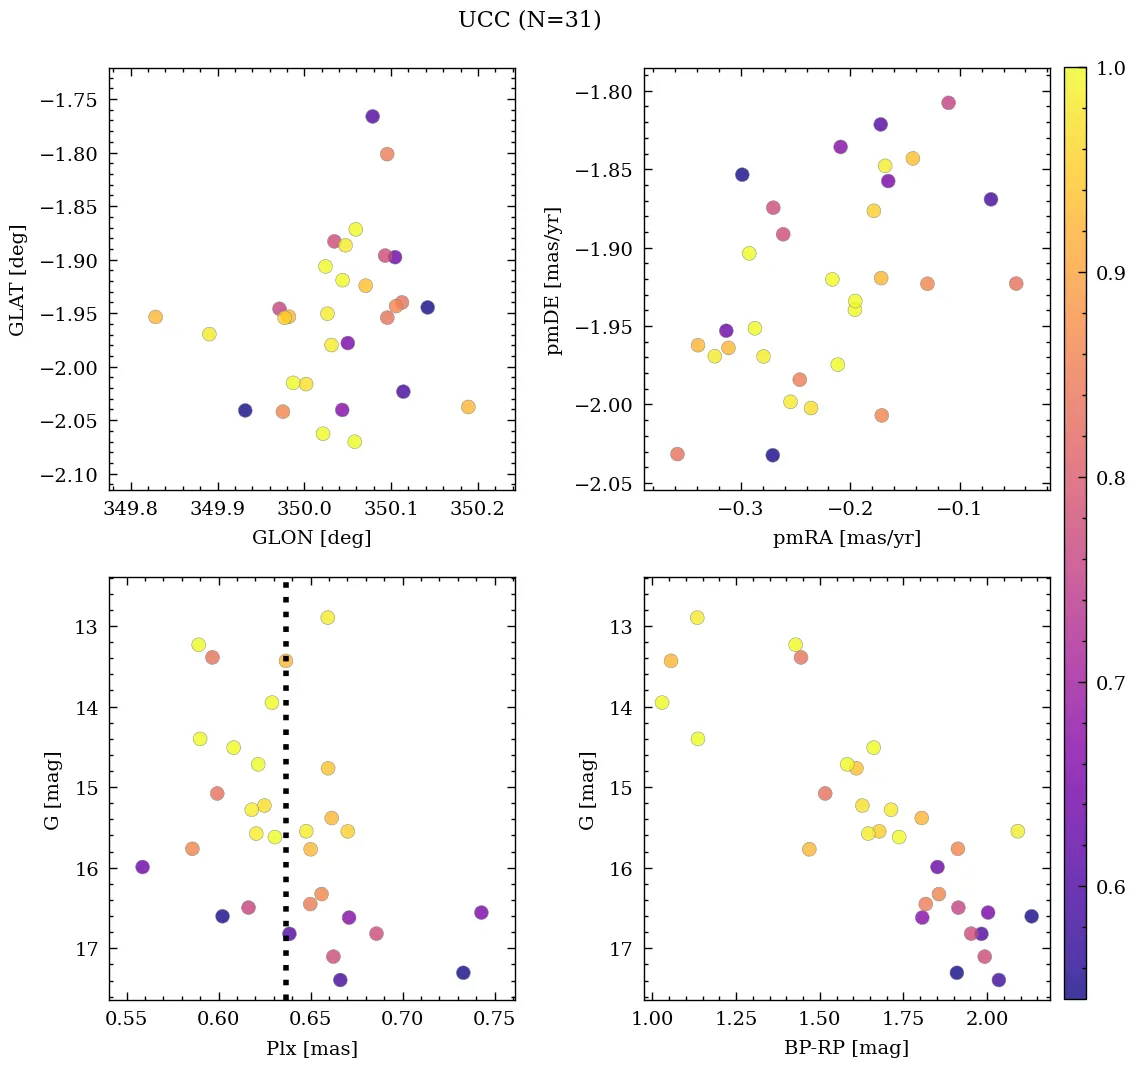 UCC (N=31)
−1.75
−1.80
−1.85
−1.90
−1.95
−2.00
−2.05
−2.10
GLAT [deg]
349.8 349.9 350.0 350.1 350.2
GLON [deg]
−1.80
−1.85
−1.90
−1.95
−2.00
−2.05
pmDE [mas/yr]
−0.3 −0.2 −0.1
pmRA [mas/yr]
1.0
0.9
0.8
0.7
0.6
13
14
15
16
17
G [mag]
0.55 0.60 0.65 0.70 0.75
Plx [mas]
13
14
15
16
17
G [mag]
1.00 1.25 1.50 1.75 2.00
BP-RP [mag]